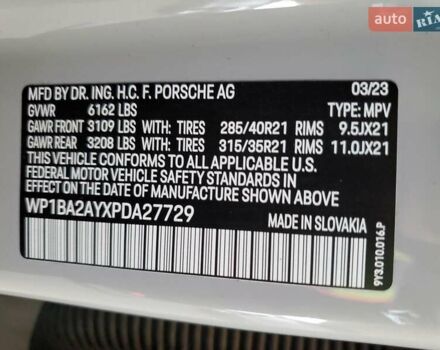 auto RIA
MFD BY DR. ING. H.C. F. PORSCHE AG 03/23
GVWR 6162 LBS TYPE: MPV
GAWR FRONT 3109 LBS WITH: TIRES 285/40R21 RIMS 9.5JX21
GAWR REAR 3208 LBS WITH: TIRES 315/35R21 RIMS 11.0JX21
THIS VEHICLE CONFORMS TO ALL APPLICABLE
FEDERAL MOTOR VEHICLE SAFETY STANDARDS IN
EFFECT ON THE DATE OF MANUFACTURE SHOWN ABOVE
WP1BA2AYXPDA27729 MADE IN SLOVAKIA
9Y3.010.016.P